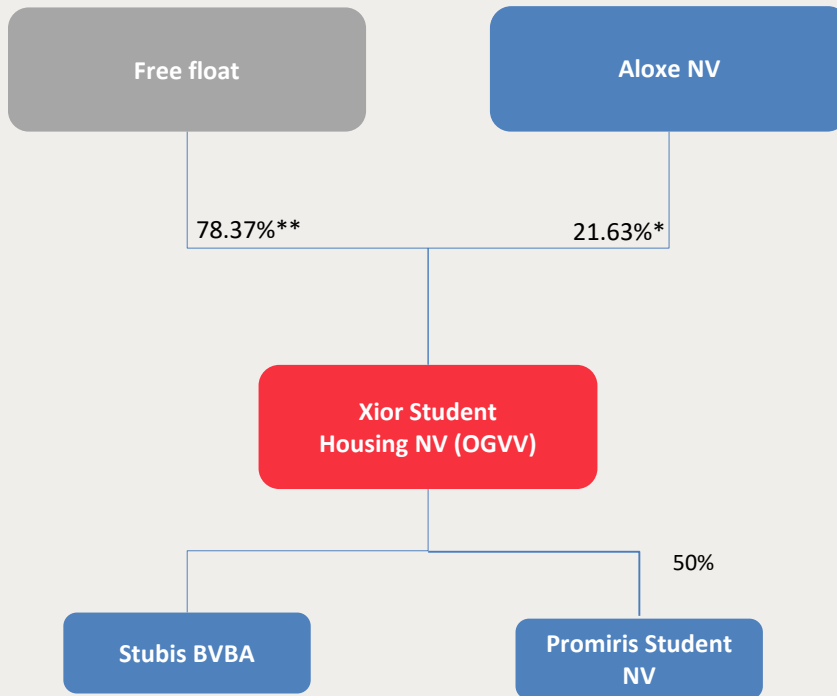 Free float
Aloxe NV
78.37%**
21.63%*
Xior Student
Housing NV (OGVV)
50%
Stubis BVBA
Promiris Student
NV